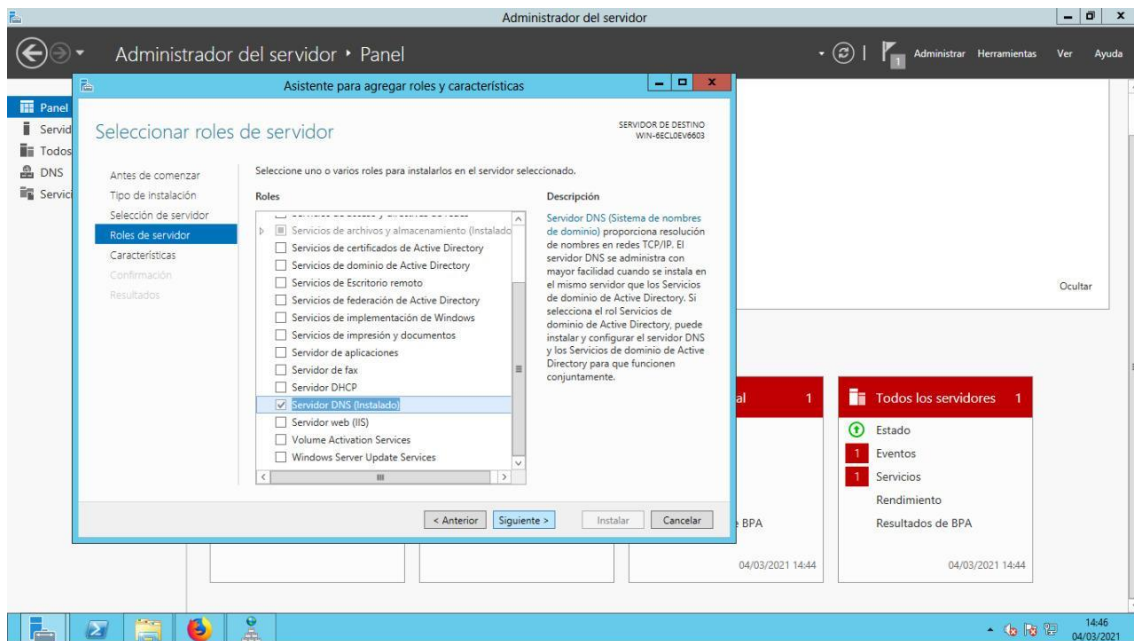 Administrador del servidor
Administrador del servidor ‣ Panel
1
Administrar Herramientas Ver Ayuda
Panel
Servid
Todos
DNS
Servici
Asistente para agregar roles y características
Seleccionar roles de servidor
SERVIDOR DE DESTINO
WIN-6ECL0EV6603
Antes de comenzar
Tipo de instalación
Selección de servidor
Roles de servidor
Características
Confirmación
Resultados
Seleccione uno o varios roles para instalarlos en el servidor seleccionado.
Roles
Servicios de archivos y almacenamiento (Instalado
Servicios de certificados de Active Directory
Servicios de dominio de Active Directory
Servicios de Escritorio remoto
Servicios de federación de Active Directory
Servicios de implementación de Windows
Servicios de impresión y documentos
Servidor de aplicaciones
Servidor de fax
Servidor DHCP
Servidor DNS (Instalado)
Servidor web (IIS)
Volume Activation Services
Windows Server Update Services
Descripción
Servidor DNS (Sistema de nombres
de dominio) proporciona resolución
de nombres en redes TCP/IP. El
servidor DNS se administra con
mayor facilidad cuando se instala en
el mismo servidor que los Servicios
de dominio de Active Directory. Si
selecciona el rol Servicios de
dominio de Active Directory, puede
instalar y configurar el servidor DNS
y los Servicios de dominio de Active
Directory para que funcionen
conjuntamente.
< Anterior Siguiente > Instalar Cancelar
Ocultar
al 1
BPA
04/03/2021 14:44
Todos los servidores 1
Estado
1 Eventos
1 Servicios
Rendimiento
Resultados de BPA
04/03/2021 14:44
14:46
04/03/2021